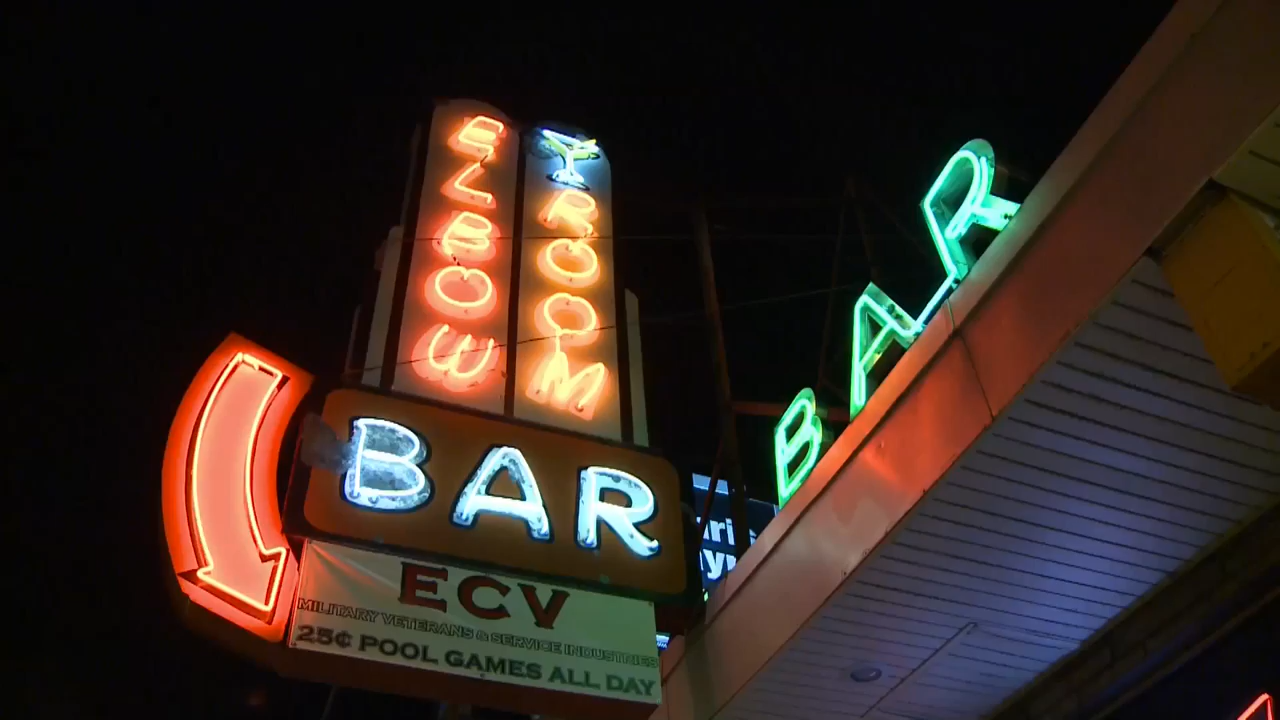 ELBOW
ROOM
BAR
ECV
MILITARY VETERANS & SERVICE INDUSTRIES
25¢ POOL GAMES ALL DAY
BAR